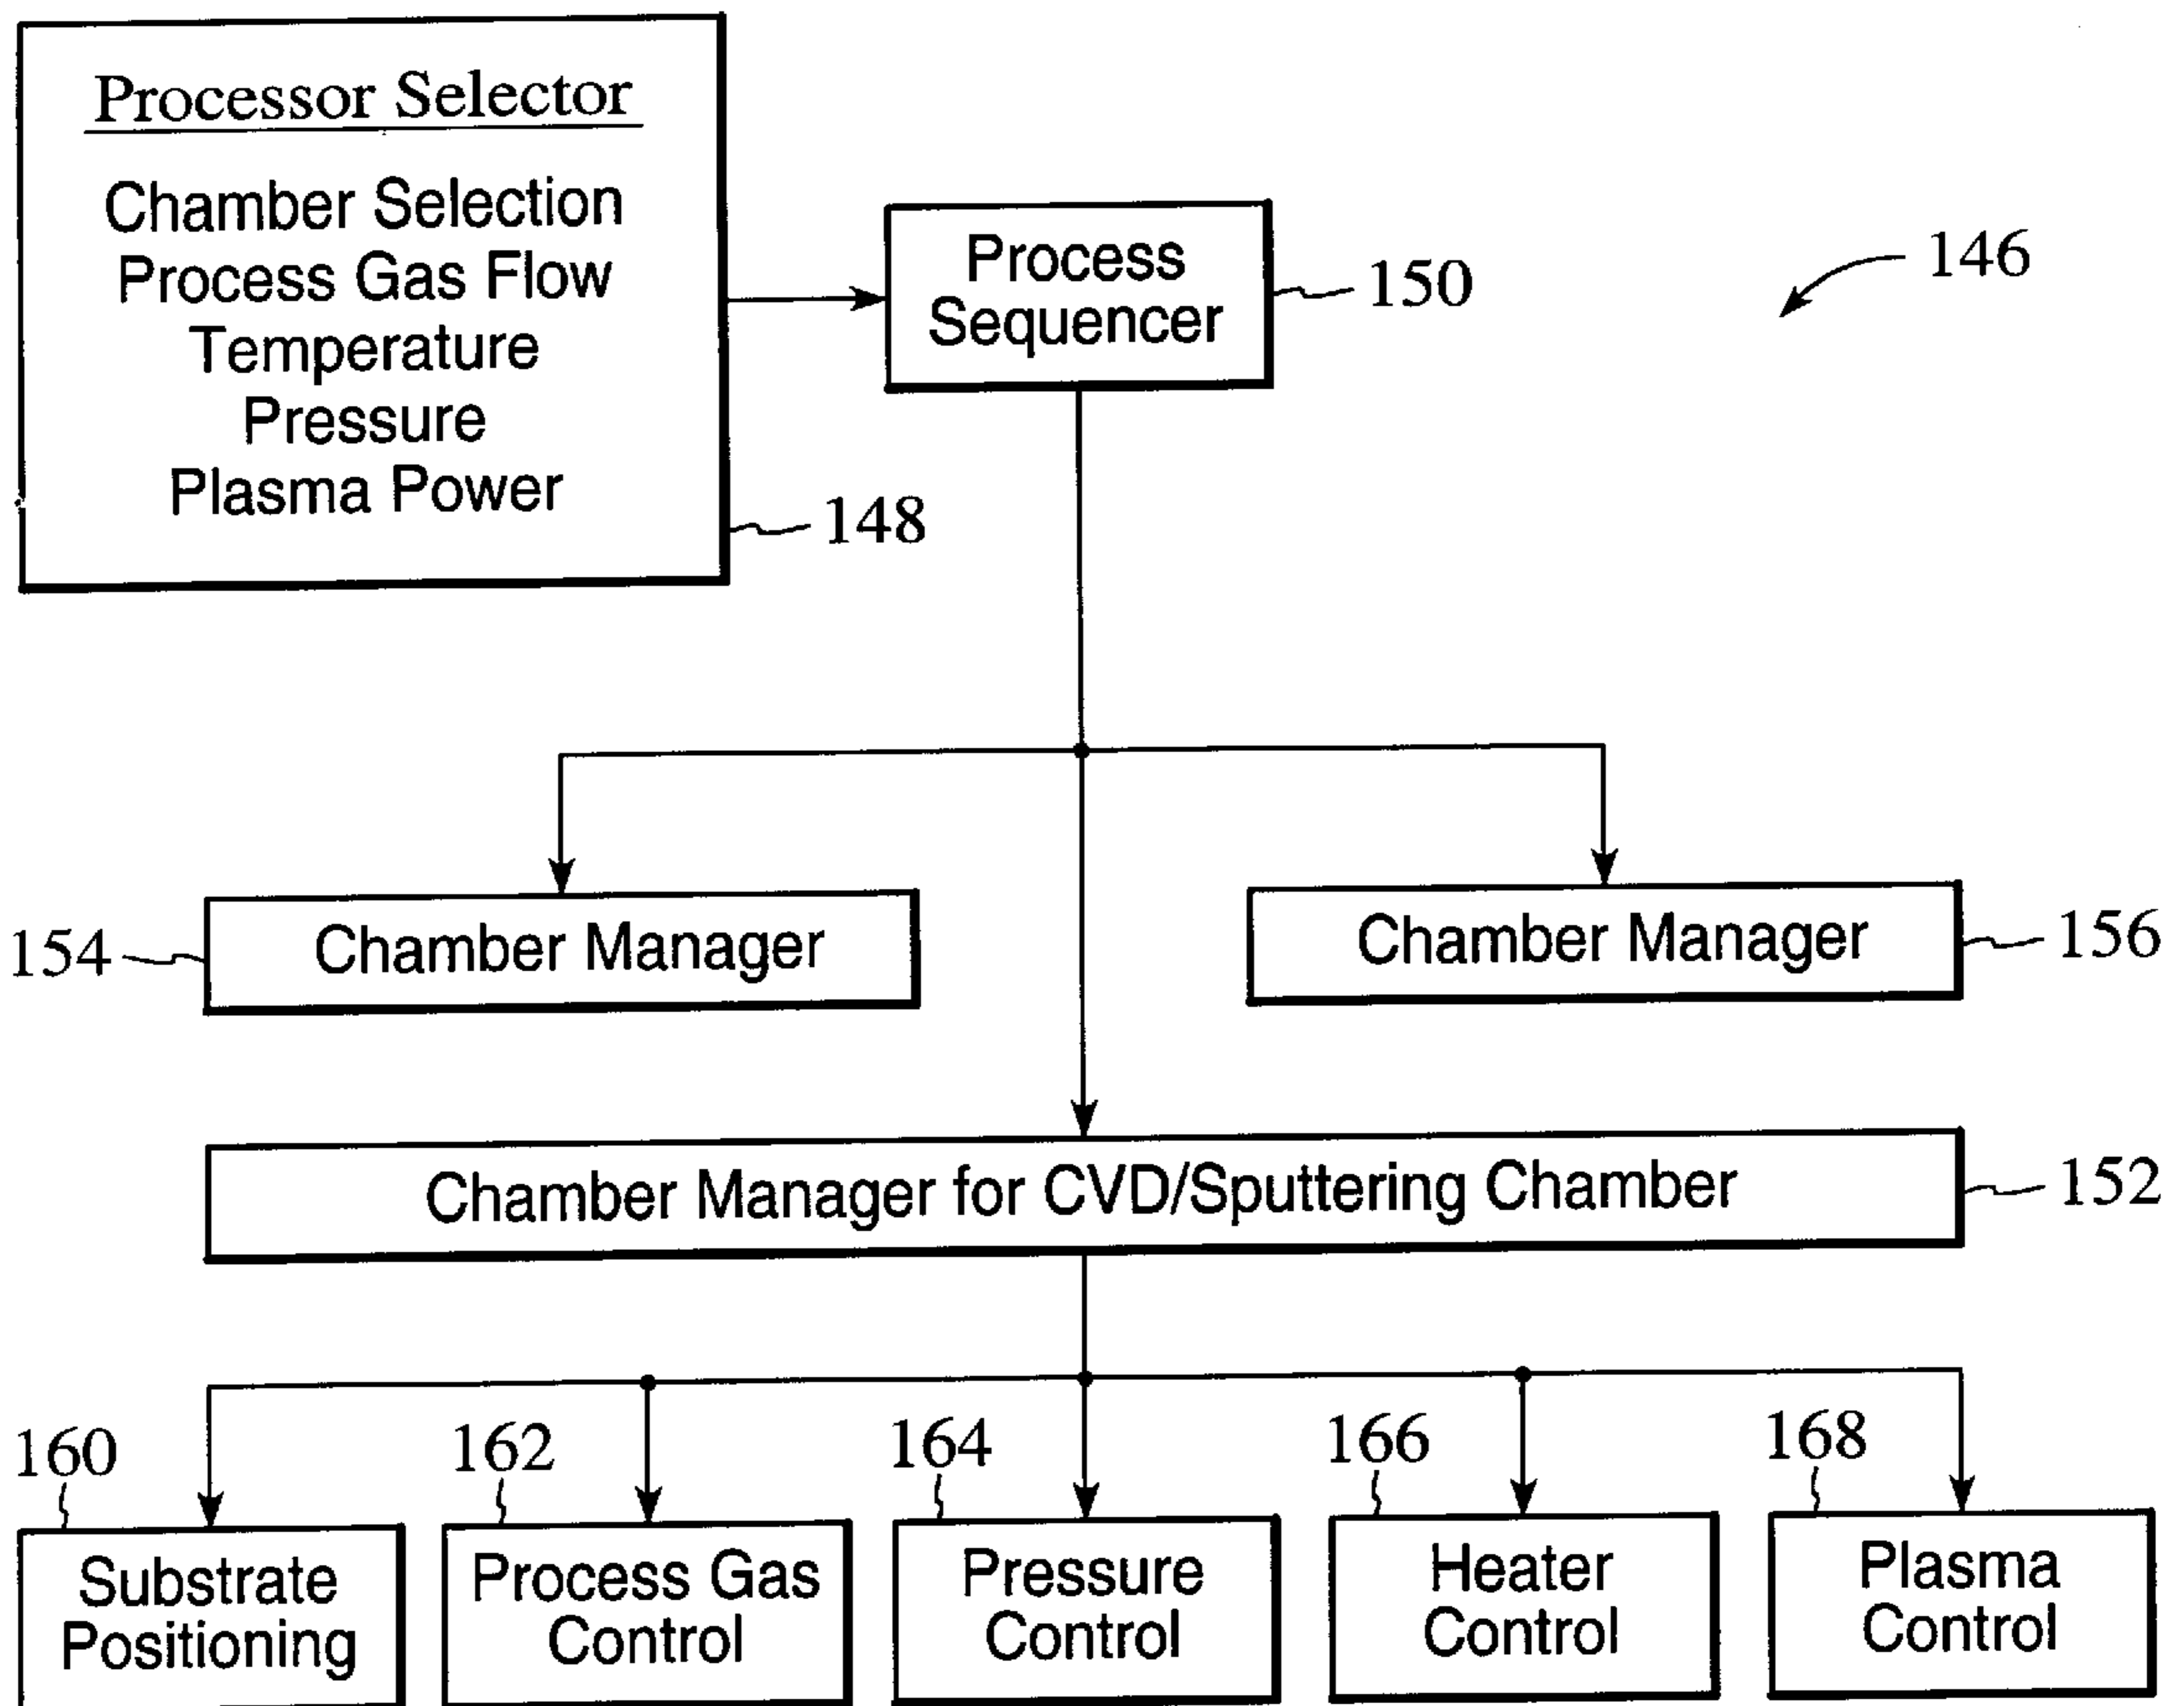 Processor Selector
Chamber Selection
Process Gas Flow
Temperature
Pressure
Plasma Power
148
Process
Sequencer
150
146
154
Chamber Manager
Chamber Manager
156
Chamber Manager for CVD/Sputtering Chamber
152
160
162
164
166
168
Substrate
Positioning
Process Gas
Control
Pressure
Control
Heater
Control
Plasma
Control